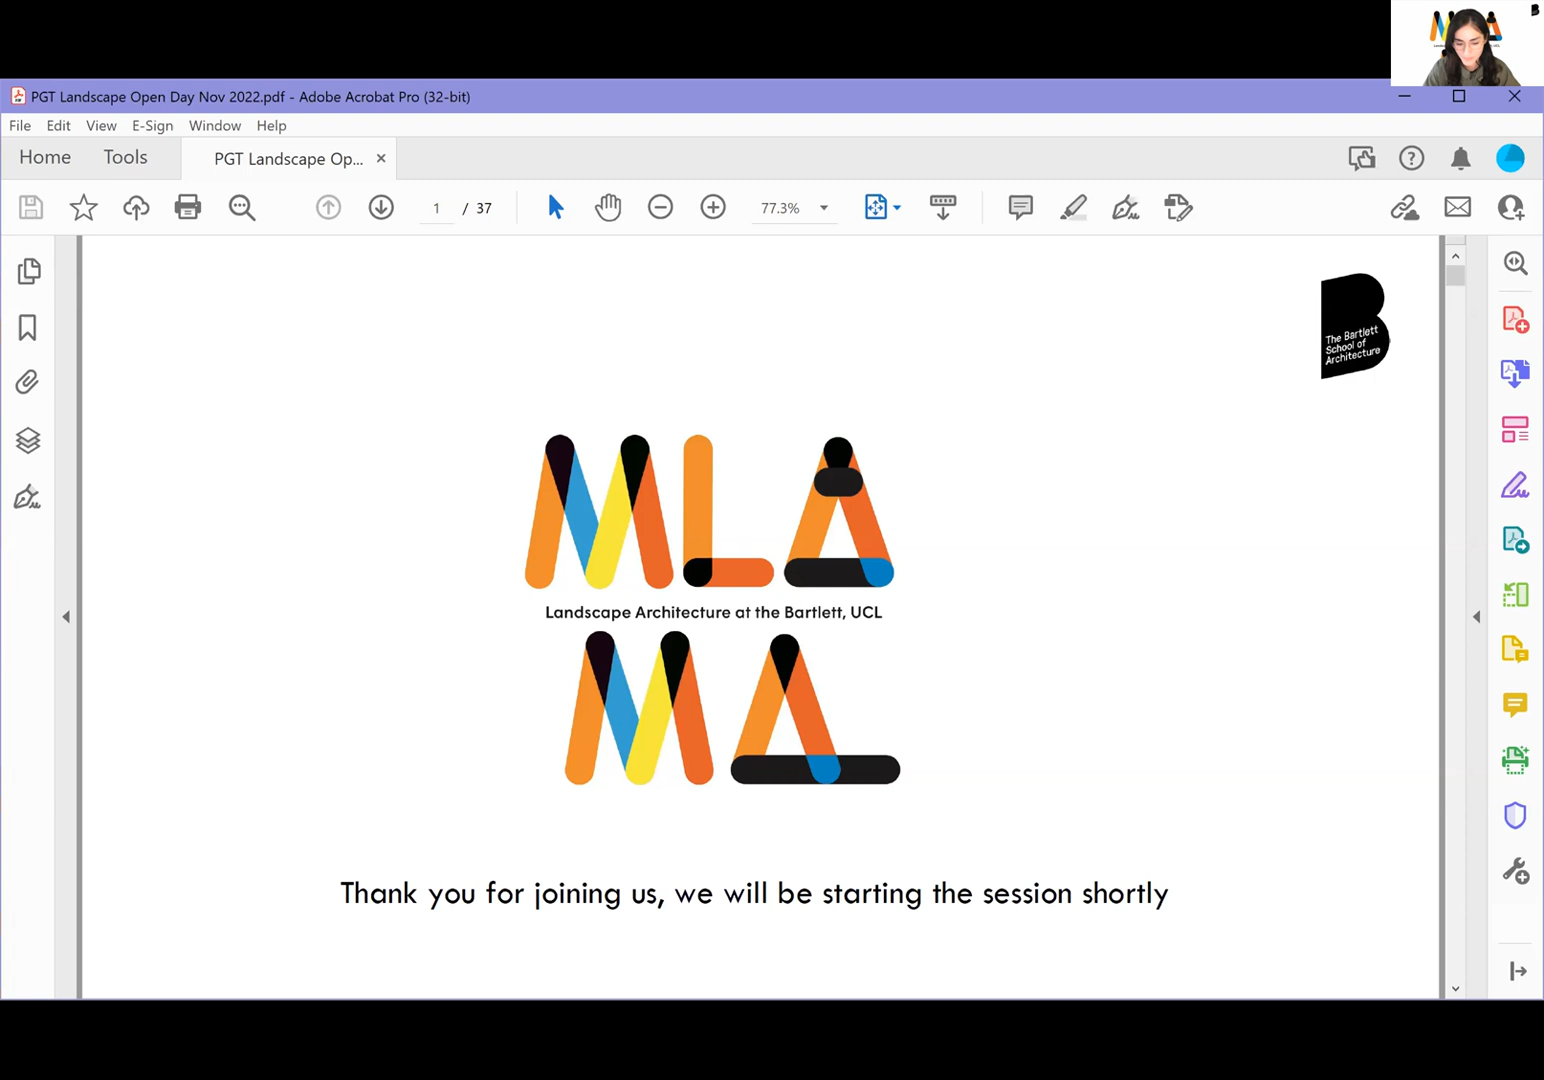 PGT Landscape Open Day Nov 2022.pdf - Adobe Acrobat Pro (32-bit)
File Edit View E-Sign Window Help
Home Tools PGT Landscape Op... ×
1 / 37 77.3%
The Bartlett
School of
Architecture
MLA
Landscape Architecture at the Bartlett, UCL
MA
Thank you for joining us, we will be starting the session shortly